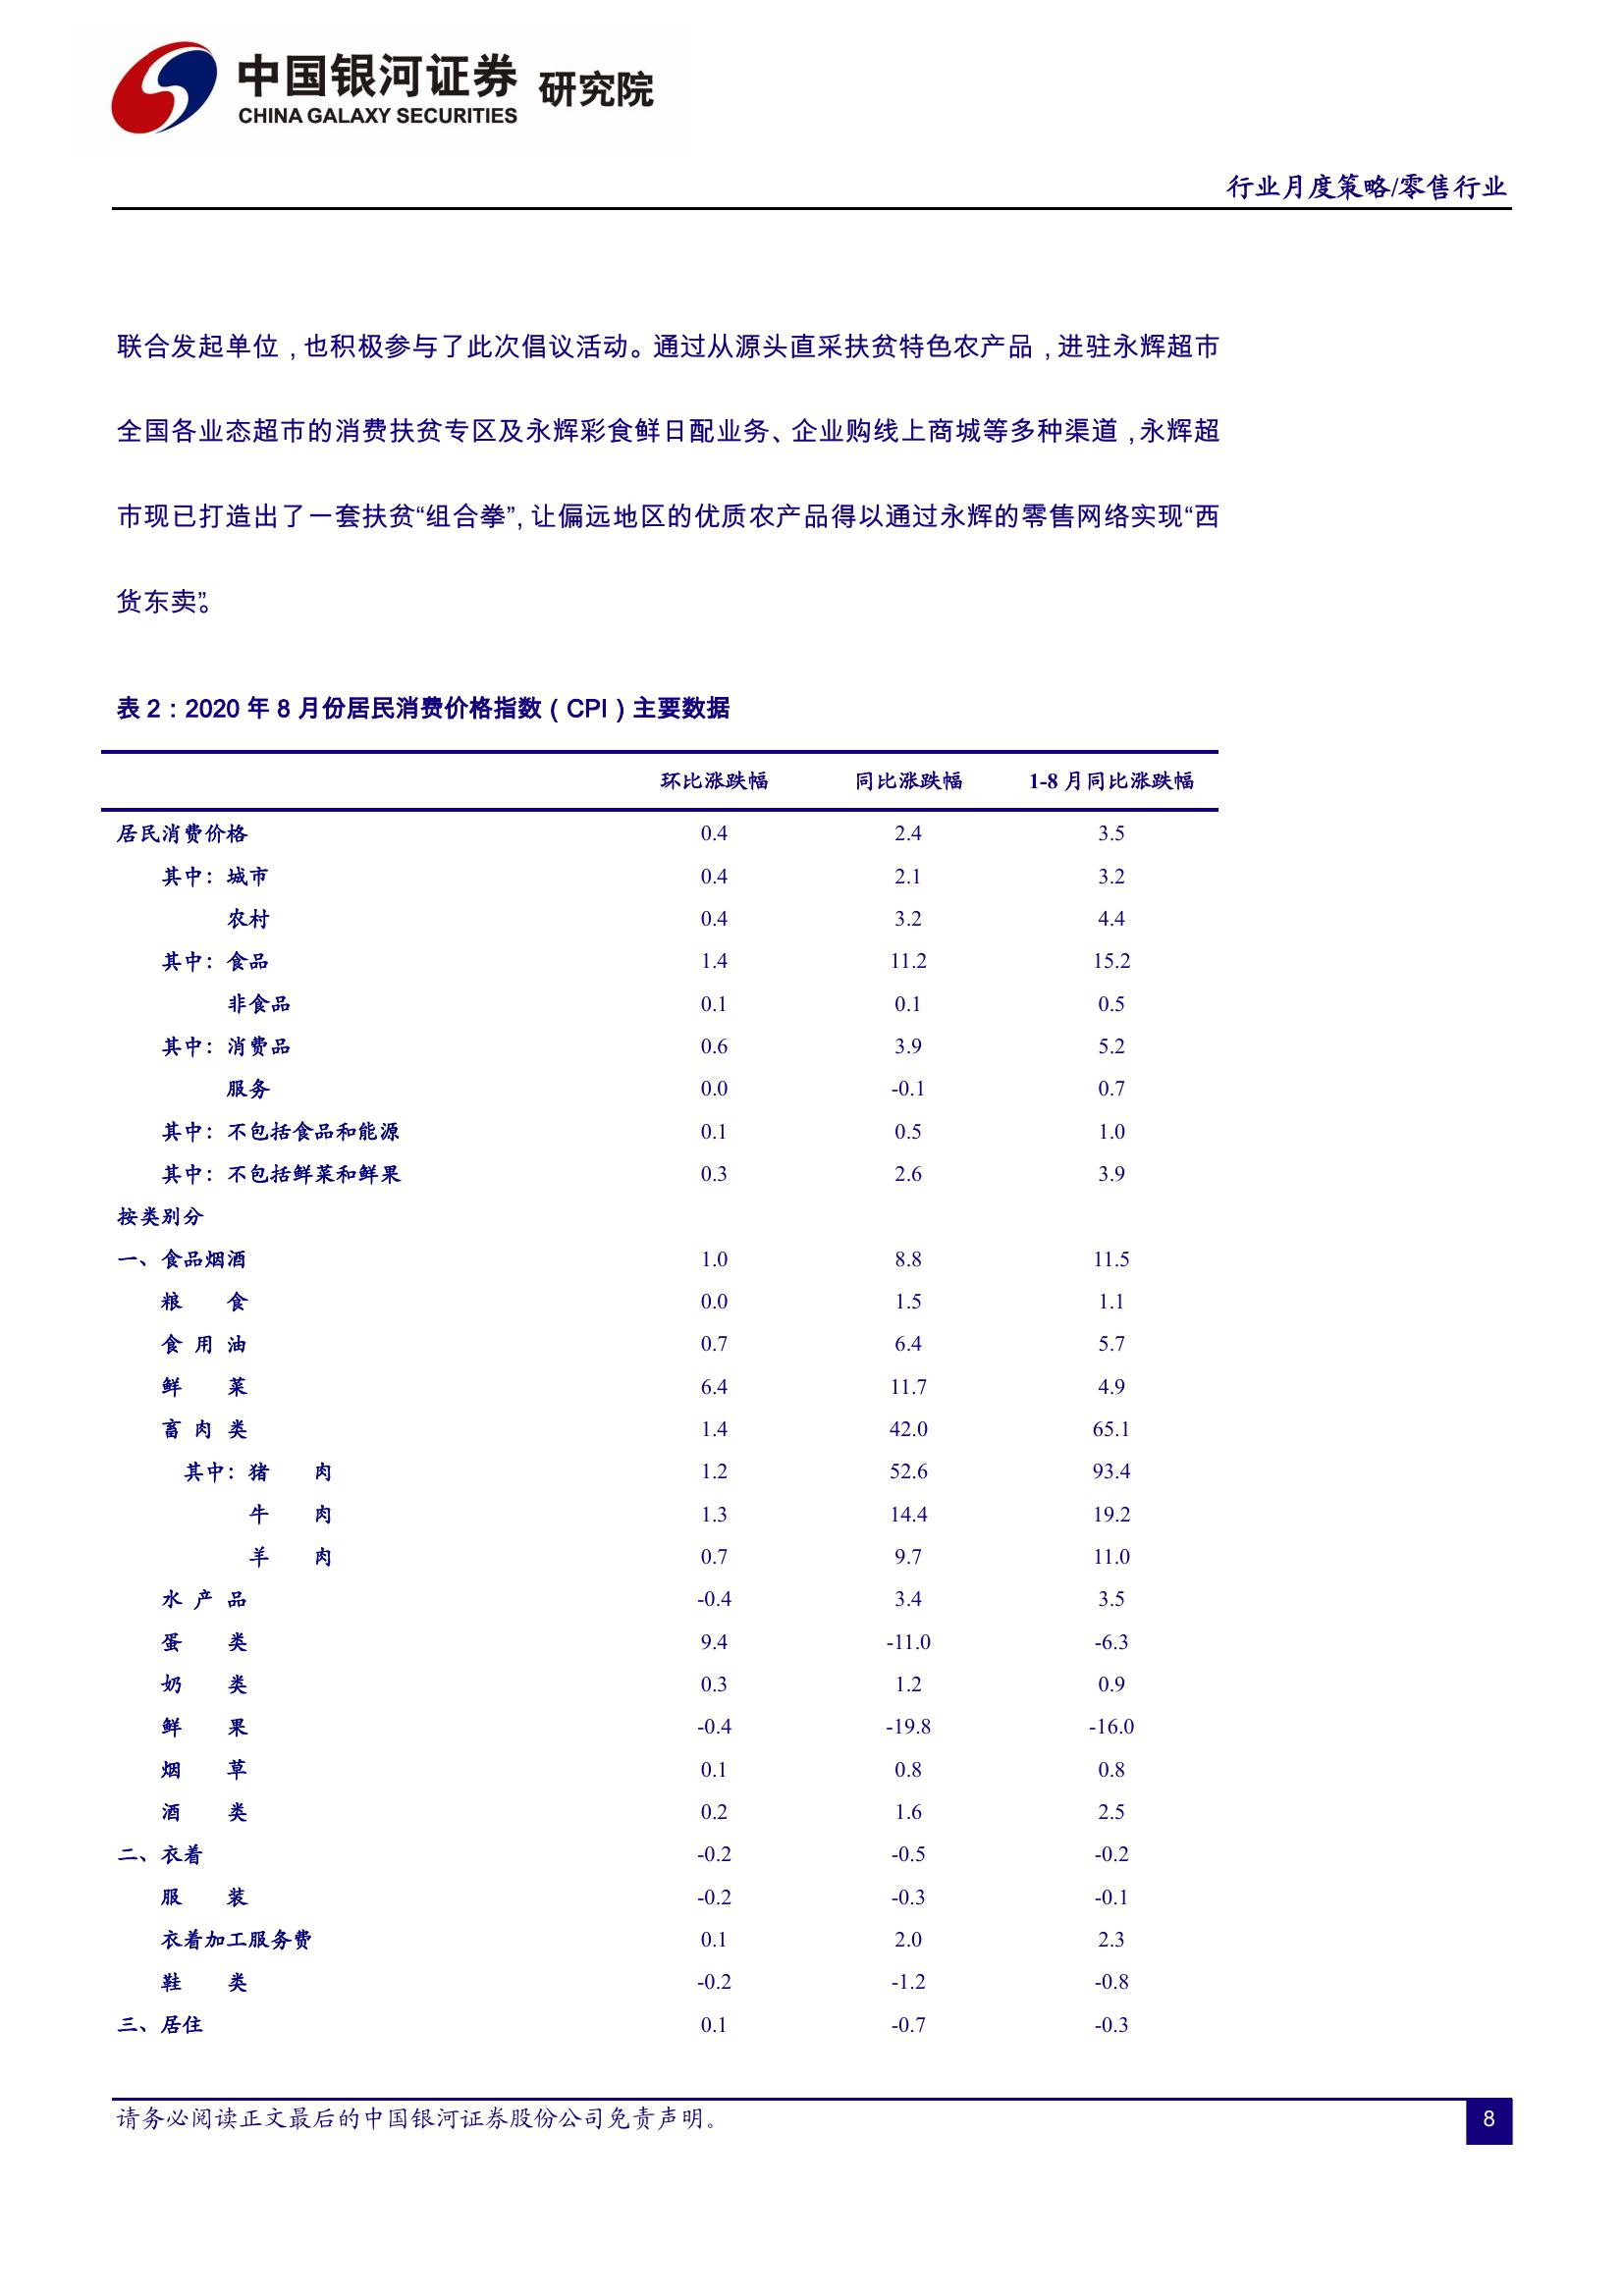 中国银河证券 研究院
CHINA GALAXY SECURITIES
行业月度策略/零售行业
联合发起单位，也积极参与了此次倡议活动。通过从源头直采扶贫特色农产品，进驻永辉超市
全国各业态超市的消费扶贫专区及永辉彩食鲜日配业务、企业购线上商城等多种渠道，永辉超
市现已打造出了一套扶贫“组合拳”，让偏远地区的优质农产品得以通过永辉的零售网络实现“西
货东卖”。
表 2：2020 年 8 月份居民消费价格指数（CPI）主要数据
环比涨跌幅 同比涨跌幅 1-8 月同比涨跌幅
居民消费价格 0.4 2.4 3.5
其中：城市 0.4 2.1 3.2
农村 0.4 3.2 4.4
其中：食品 1.4 11.2 15.2
非食品 0.1 0.1 0.5
其中：消费品 0.6 3.9 5.2
服务 0.0 -0.1 0.7
其中：不包括食品和能源 0.1 0.5 1.0
其中：不包括鲜菜和鲜果 0.3 2.6 3.9
按类别分
一、食品烟酒 1.0 8.8 11.5
粮 食 0.0 1.5 1.1
食 用 油 0.7 6.4 5.7
鲜 菜 6.4 11.7 4.9
畜 肉 类 1.4 42.0 65.1
其中：猪 肉 1.2 52.6 93.4
牛 肉 1.3 14.4 19.2
羊 肉 0.7 9.7 11.0
水 产 品 -0.4 3.4 3.5
蛋 类 9.4 -11.0 -6.3
奶 类 0.3 1.2 0.9
鲜 果 -0.4 -19.8 -16.0
烟 草 0.1 0.8 0.8
酒 类 0.2 1.6 2.5
二、衣着 -0.2 -0.5 -0.2
服 装 -0.2 -0.3 -0.1
衣着加工服务费 0.1 2.0 2.3
鞋 类 -0.2 -1.2 -0.8
三、居住 0.1 -0.7 -0.3
请务必阅读正文最后的中国银河证券股份公司免责声明。 8